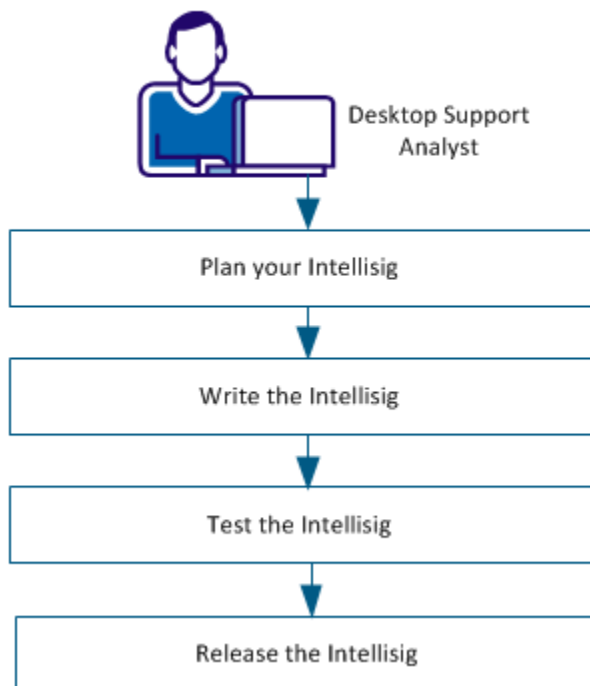 Desktop Support
Analyst
Plan your Intellisig
Write the Intellisig
Test the Intellisig
Release the Intellisig